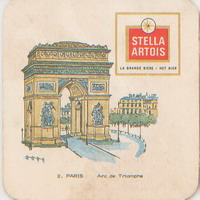 STELLA
ARTOIS
LA GRANDE BIERE - HET BIER
2. PARIS Arc de Triomphe